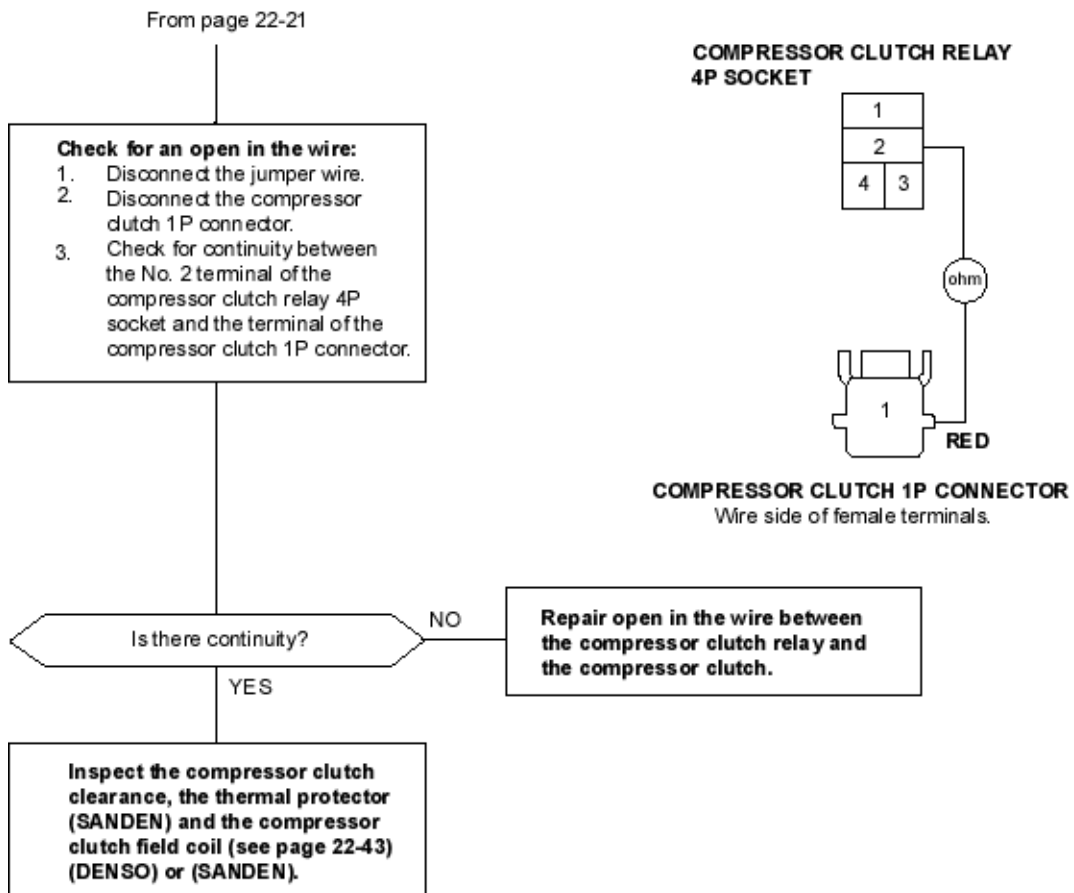 From page 22-21
Check for an open in the wire:
1. Disconnect the jumper wire.
2. Disconnect the compressor
clutch 1P connector.
3. Check for continuity between
the No. 2 terminal of the
compressor clutch relay 4P
socket and the terminal of the
compressor clutch 1P connector.
COMPRESSOR CLUTCH RELAY
4P SOCKET
1
2
4 3
ohm
1
RED
COMPRESSOR CLUTCH 1P CONNECTOR
Wire side of female terminals.
Is there continuity?
NO
Repair open in the wire between
the compressor clutch relay and
the compressor clutch.
YES
Inspect the compressor clutch
clearance, the thermal protector
(SANDEN) and the compressor
clutch field coil (see page 22-43)
(DENSO) or (SANDEN).